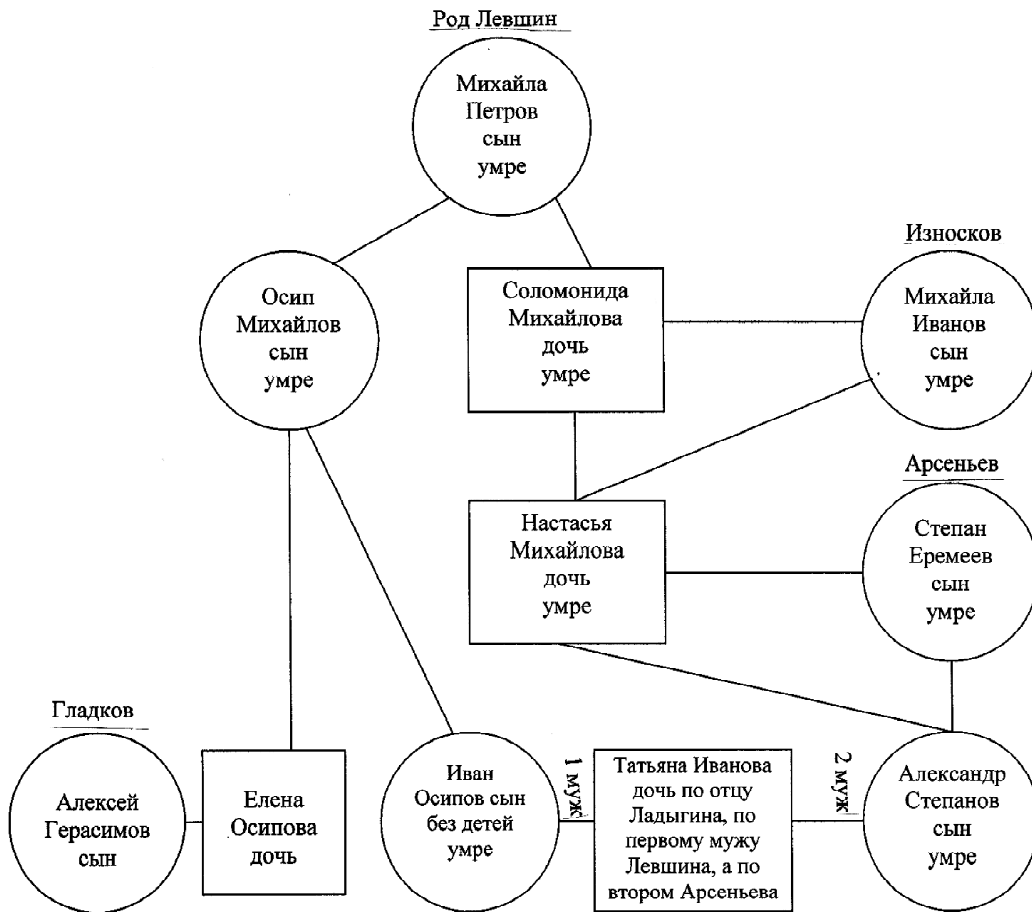 Род Левшин
Михайла
Петров
сын
умре
Осип
Михайлов
сын
умре
Соломонида
Михайлова
дочь
умре
Износков
Михайла
Иванов
сын
умре
Настасья
Михайлова
дочь
умре
Арсеньев
Степан
Еремеев
сын
умре
Гладков
Алексей
Герасимов
сын
Елена
Осипова
дочь
Иван
Осипов сын
без детей
умре
1 муж
Татьяна Иванова
дочь по отцу
Ладыгина, по
первому мужу
Левшина, а по
втором Арсеньева
2 муж
Александр
Степанов
сын
умре